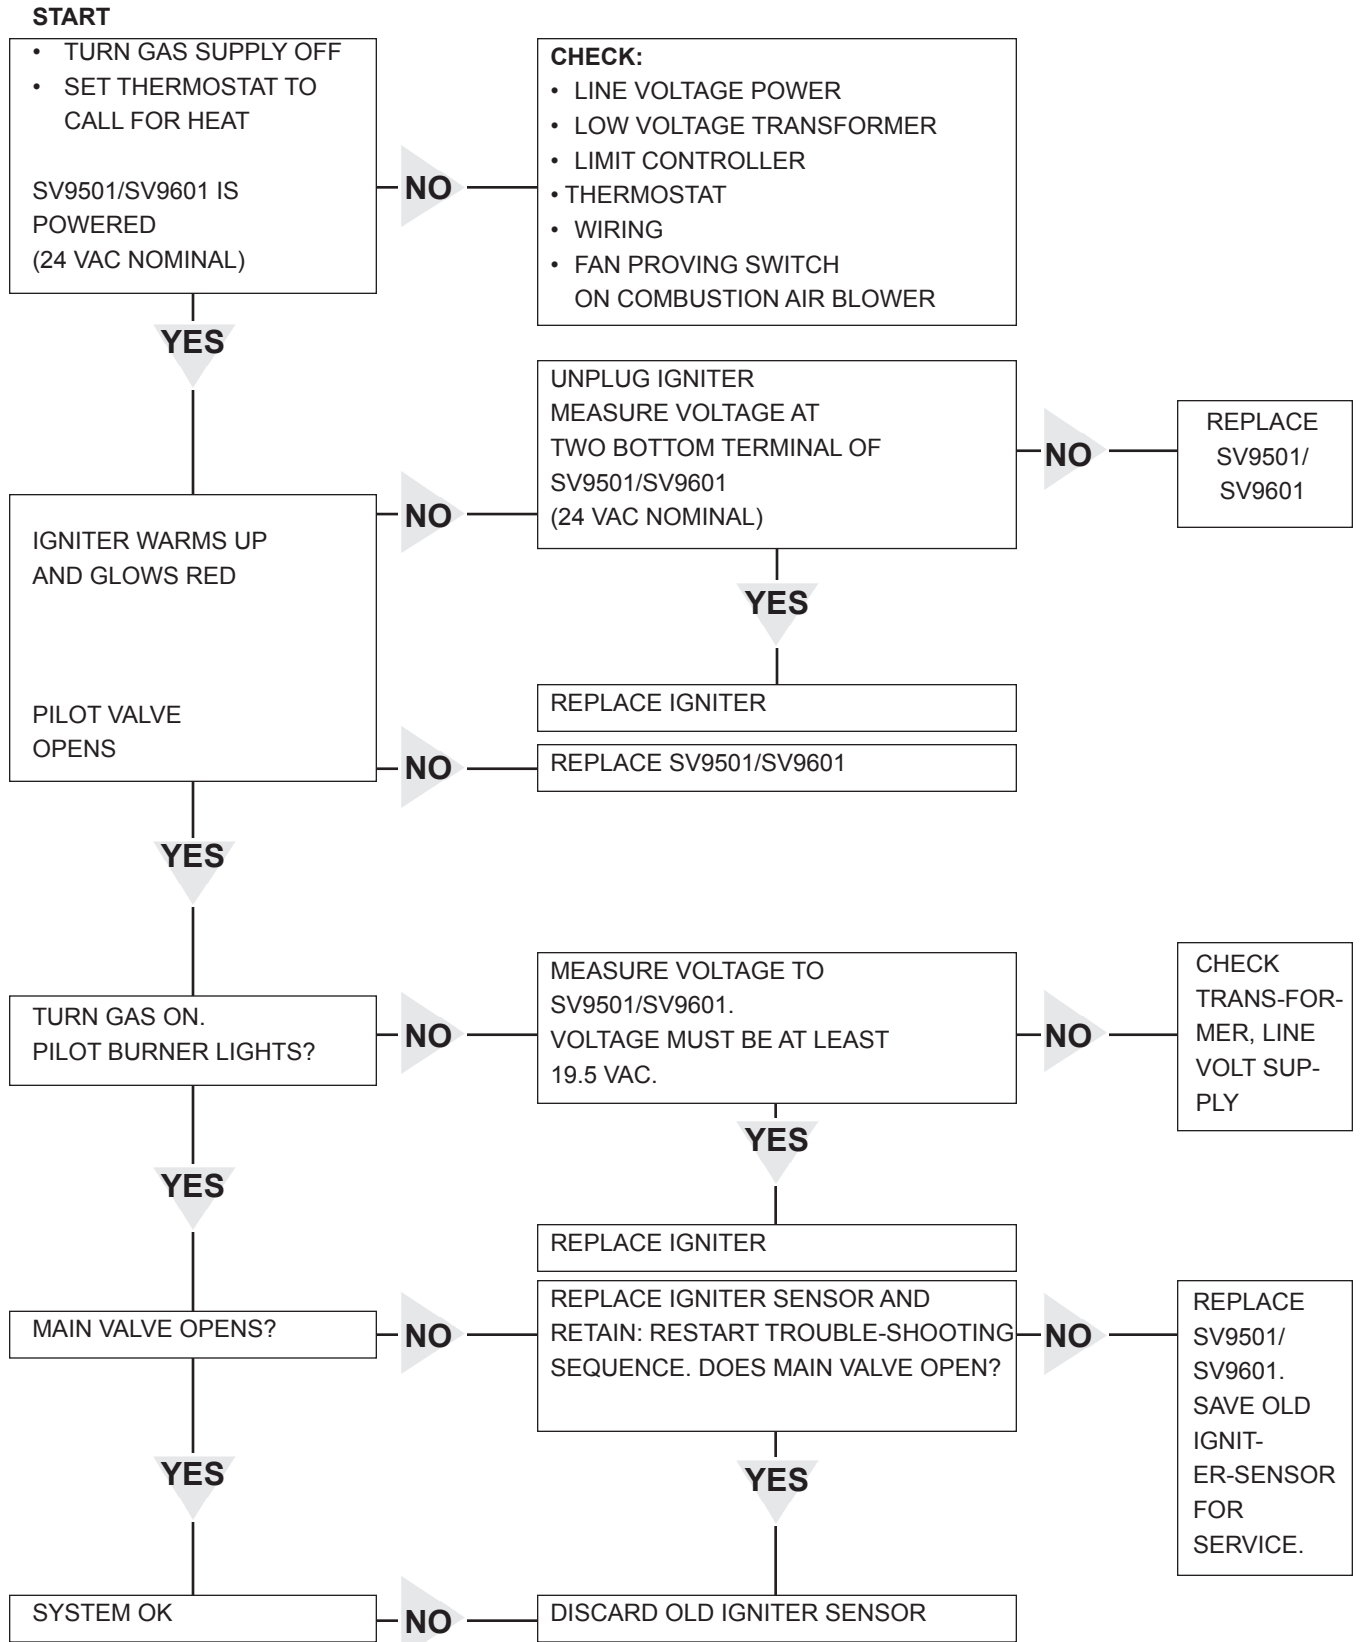 START
• TURN GAS SUPPLY OFF
• SET THERMOSTAT TO
CALL FOR HEAT
SV9501/SV9601 IS
POWERED
(24 VAC NOMINAL)
NO
CHECK:
• LINE VOLTAGE POWER
• LOW VOLTAGE TRANSFORMER
• LIMIT CONTROLLER
• THERMOSTAT
• WIRING
• FAN PROVING SWITCH
ON COMBUSTION AIR BLOWER
YES
IGNITER WARMS UP
AND GLOWS RED
NO
UNPLUG IGNITER
MEASURE VOLTAGE AT
TWO BOTTOM TERMINAL OF
SV9501/SV9601
(24 VAC NOMINAL)
NO
REPLACE
SV9501/
SV9601
YES
REPLACE IGNITER
PILOT VALVE
OPENS
NO
REPLACE SV9501/SV9601
YES
TURN GAS ON.
PILOT BURNER LIGHTS?
NO
MEASURE VOLTAGE TO
SV9501/SV9601.
VOLTAGE MUST BE AT LEAST
19.5 VAC.
NO
CHECK
TRANS-FOR-
MER, LINE
VOLT SUP-
PLY
YES
REPLACE IGNITER
YES
MAIN VALVE OPENS?
NO
REPLACE IGNITER SENSOR AND
RETAIN: RESTART TROUBLE-SHOOTING
SEQUENCE. DOES MAIN VALVE OPEN?
NO
REPLACE
SV9501/
SV9601.
SAVE OLD
IGNIT-
ER-SENSOR
FOR
SERVICE.
YES
YES
SYSTEM OK
NO
DISCARD OLD IGNITER SENSOR